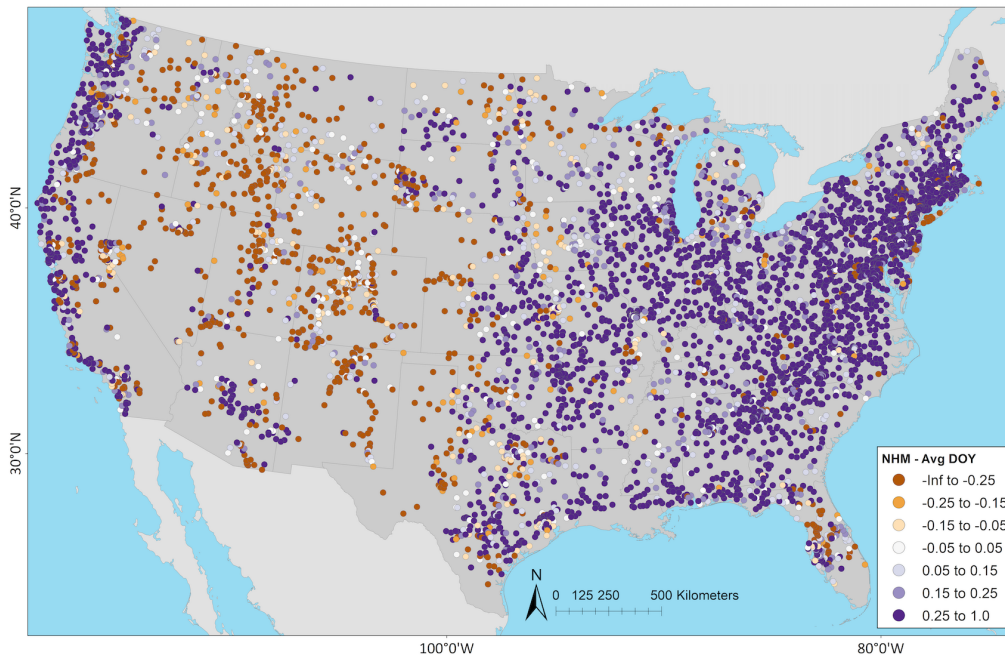 40°0'N
30°0'N
NHM - Avg DOY
-Inf to -0.25
-0.25 to -0.15
-0.15 to -0.05
-0.05 to 0.05
0.05 to 0.15
0.15 to 0.25
0.25 to 1.0
N
0 125 250 500 Kilometers
100°0'W 80°0'W